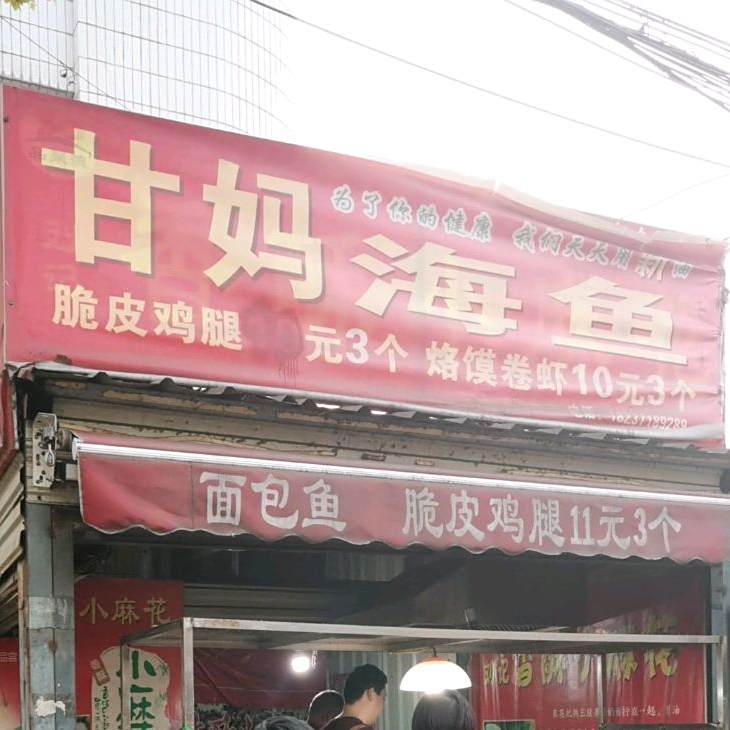 为了你的健康 我们天天用新油
甘妈海鱼
脆皮鸡腿 元3个 烙馍卷虾10元3个
面包鱼 脆皮鸡腿11元3个
小麻花